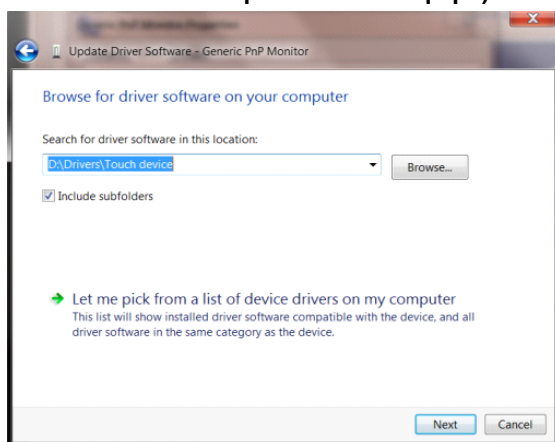 Update Driver Software - Generic PnP Monitor
Browse for driver software on your computer
Search for driver software in this location:
D:\Drivers\Touch device
Browse...
Include subfolders
Let me pick from a list of device drivers on my computer
This list will show installed driver software compatible with the device, and all
driver software in the same category as the device.
Next
Cancel